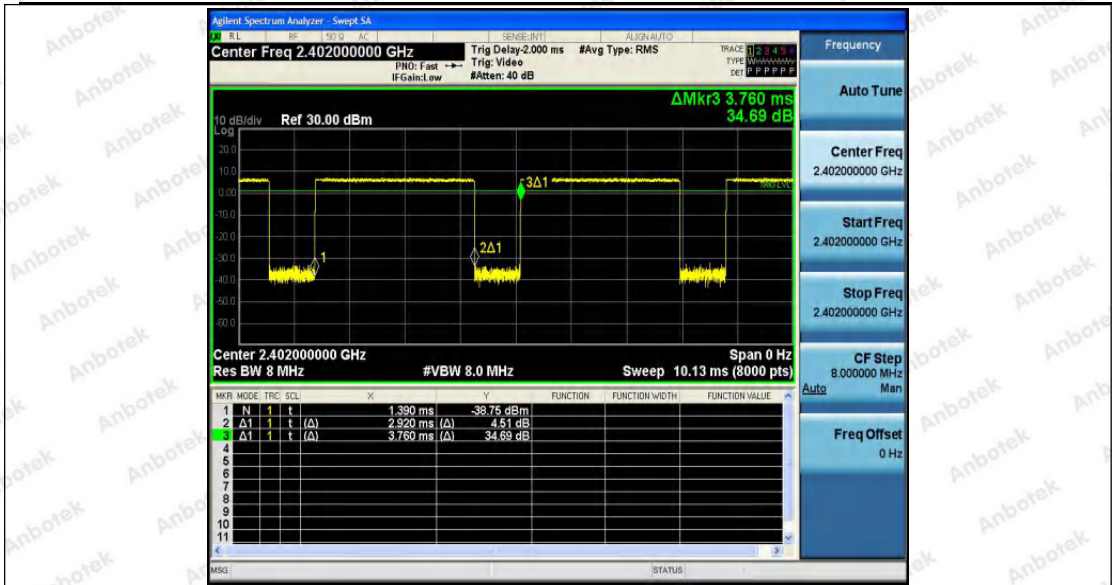 Agilent Spectrum Analyzer - Swept SA
RL RF 50 Ω AC SENSE:INT ALIGNAUTO
Center Freq 2.402000000 GHz
PNO: Fast
IFGain:Low
Trig Delay-2.000 ms #Avg Type: RMS
Trig: Video
#Atten: 40 dB
TRACE 1 2 3 4 5 6
TYPE W
DET P P P P P P
ΔMkr3 3.760 ms
34.69 dB
10 dB/div Ref 30.00 dBm
Log
20.0
10.0
0.00
-10.0
-20.0
-30.0
-40.0
-50.0
-60.0
3Δ1
TRIG LVL
2Δ1
1
Center 2.402000000 GHz Span 0 Hz
Res BW 8 MHz #VBW 8.0 MHz Sweep 10.13 ms (8000 pts)
MKR MODE TRC SCL X Y FUNCTION FUNCTION WIDTH FUNCTION VALUE
1 N 1 t 1.390 ms -38.75 dBm
2 Δ1 1 t (Δ) 2.920 ms (Δ) 4.51 dB
3 Δ1 1 t (Δ) 3.760 ms (Δ) 34.69 dB
4
5
6
7
8
9
10
11
MSG STATUS
Frequency
Auto Tune
Center Freq
2.402000000 GHz
Start Freq
2.402000000 GHz
Stop Freq
2.402000000 GHz
CF Step
8.000000 MHz
Auto Man
Freq Offset
0 Hz
Anbotek